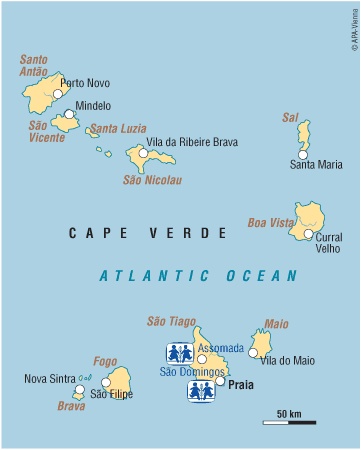 © APA-Vienna
Santo
Antão
Porto Novo
Mindelo
São
Vicente
Santa Luzia
Sal
Vila da Ribeire Brava
Santa Maria
São Nicolau
Boa Vista
CAPE VERDE
Curral
Velho
ATLANTIC OCEAN
São Tiago
Maio
Assomada
Fogo
Vila do Maio
São Domingos
Nova Sintra
Praia
São Filipe
Brava
50 km